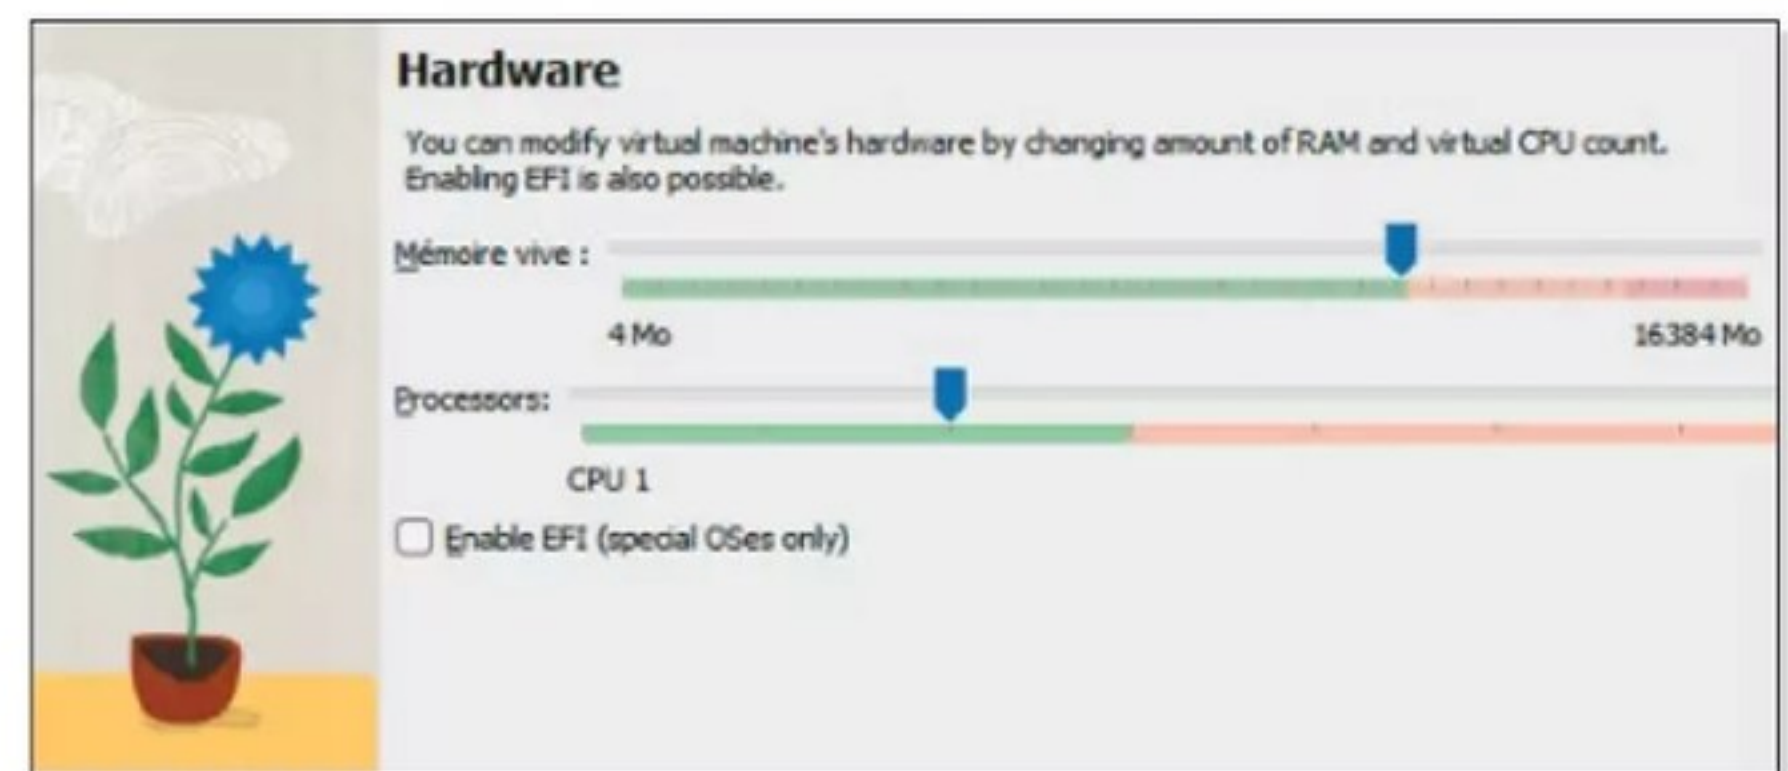 Hardware
You can modify virtual machine's hardware by changing amount of RAM and virtual CPU count.
Enabling EFI is also possible.
Mémoire vive :
4 Mo
16384 Mo
Processors:
CPU 1
Enable EFI (special OSes only)